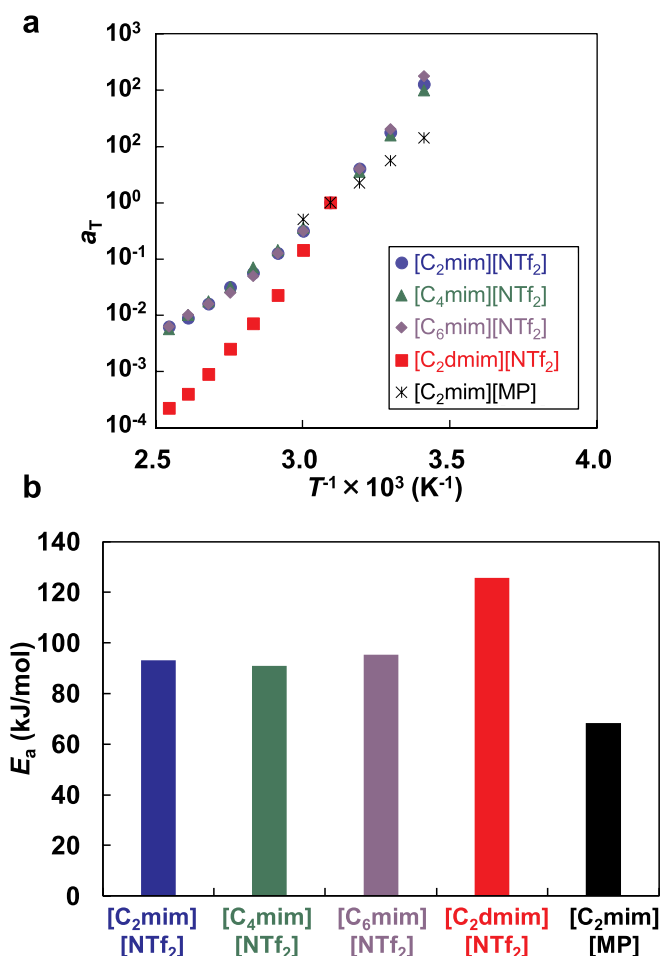 a
10³
10²
10²
10⁰
10⁻¹
10⁻²
10⁻³
10⁻⁴
a_T
2.5 3.0 3.5 4.0
T⁻¹ × 10³ (K⁻¹)
[C₂mim][NTf₂]
[C₄mim][NTf₂]
[C₆mim][NTf₂]
[C₂dmim][NTf₂]
[C₂mim][MP]
b
140
120
100
80
60
40
20
0
Eₐ (kJ/mol)
[C₂mim] [C₄mim] [C₆mim] [C₂dmim] [C₂mim]
[NTf₂] [NTf₂] [NTf₂] [NTf₂] [MP]